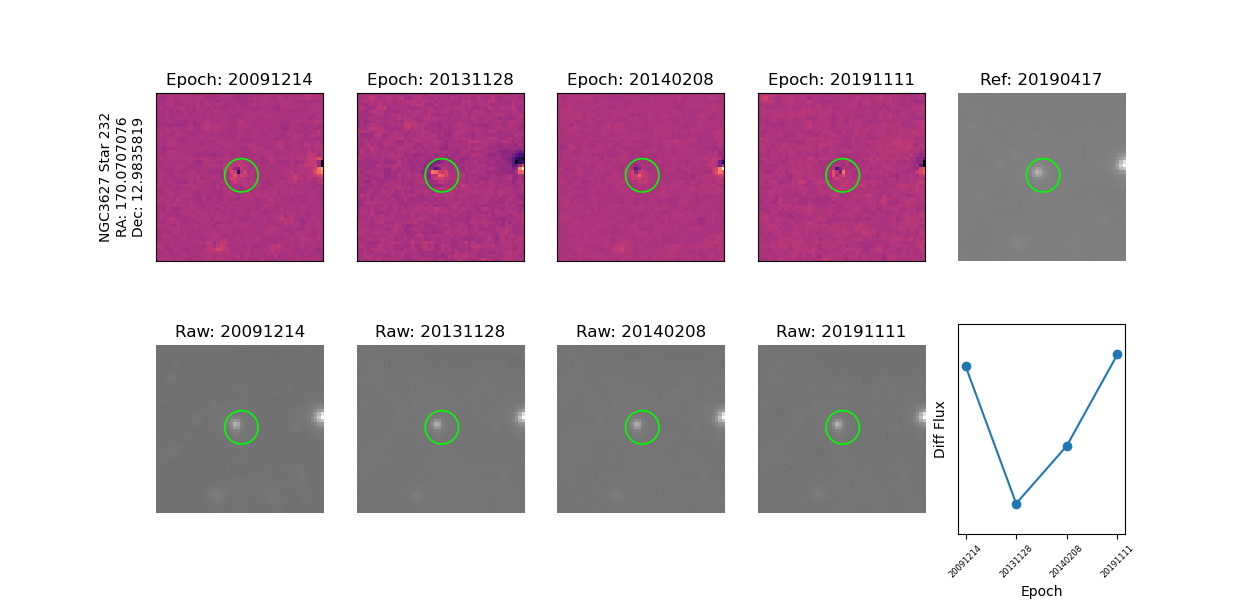 NGC3627 Star 232
RA: 170.0707076
Dec: 12.9835819
Epoch: 20091214
Epoch: 20131128
Epoch: 20140208
Epoch: 20191111
Ref: 20190417
Raw: 20091214
Raw: 20131128
Raw: 20140208
Raw: 20191111
Diff Flux
20091214
20131128
20140208
20191111
Epoch